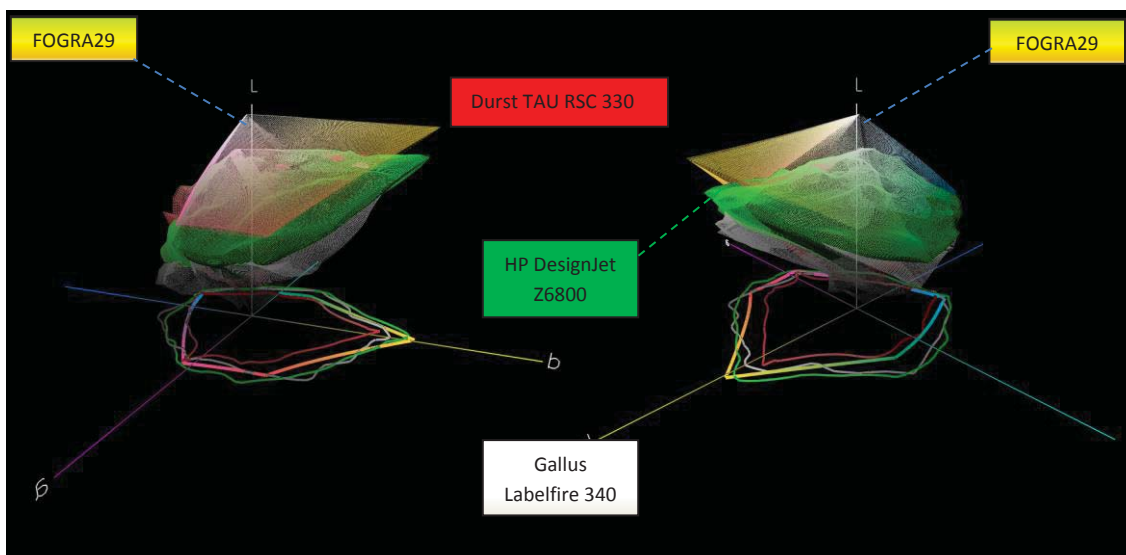 FOGRA29
FOGRA29
L
L
Durst TAU RSC 330
HP DesignJet
Z6800
b
a
Gallus
Labelfire 340